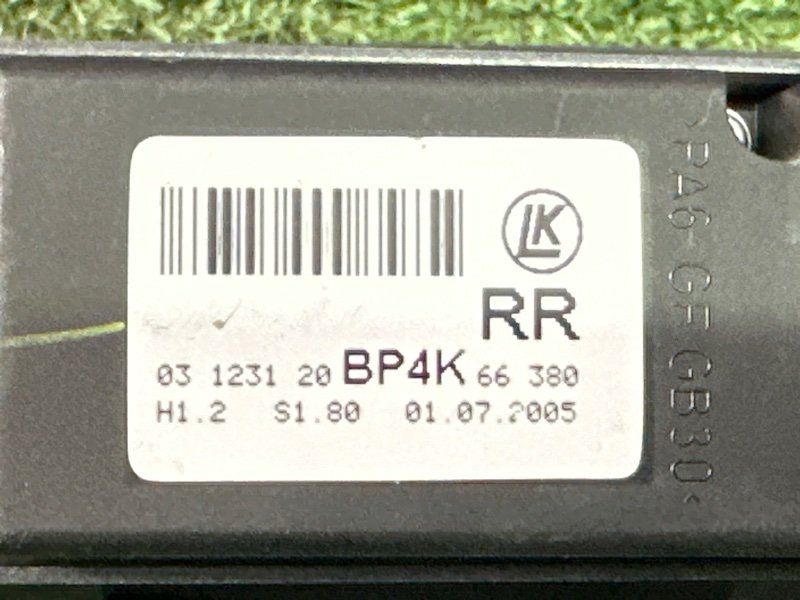 LK
RR
03 1231 20 BP4K 66 380
H1.2 S1.80 01.07.2005
>PA6-GF GB30<